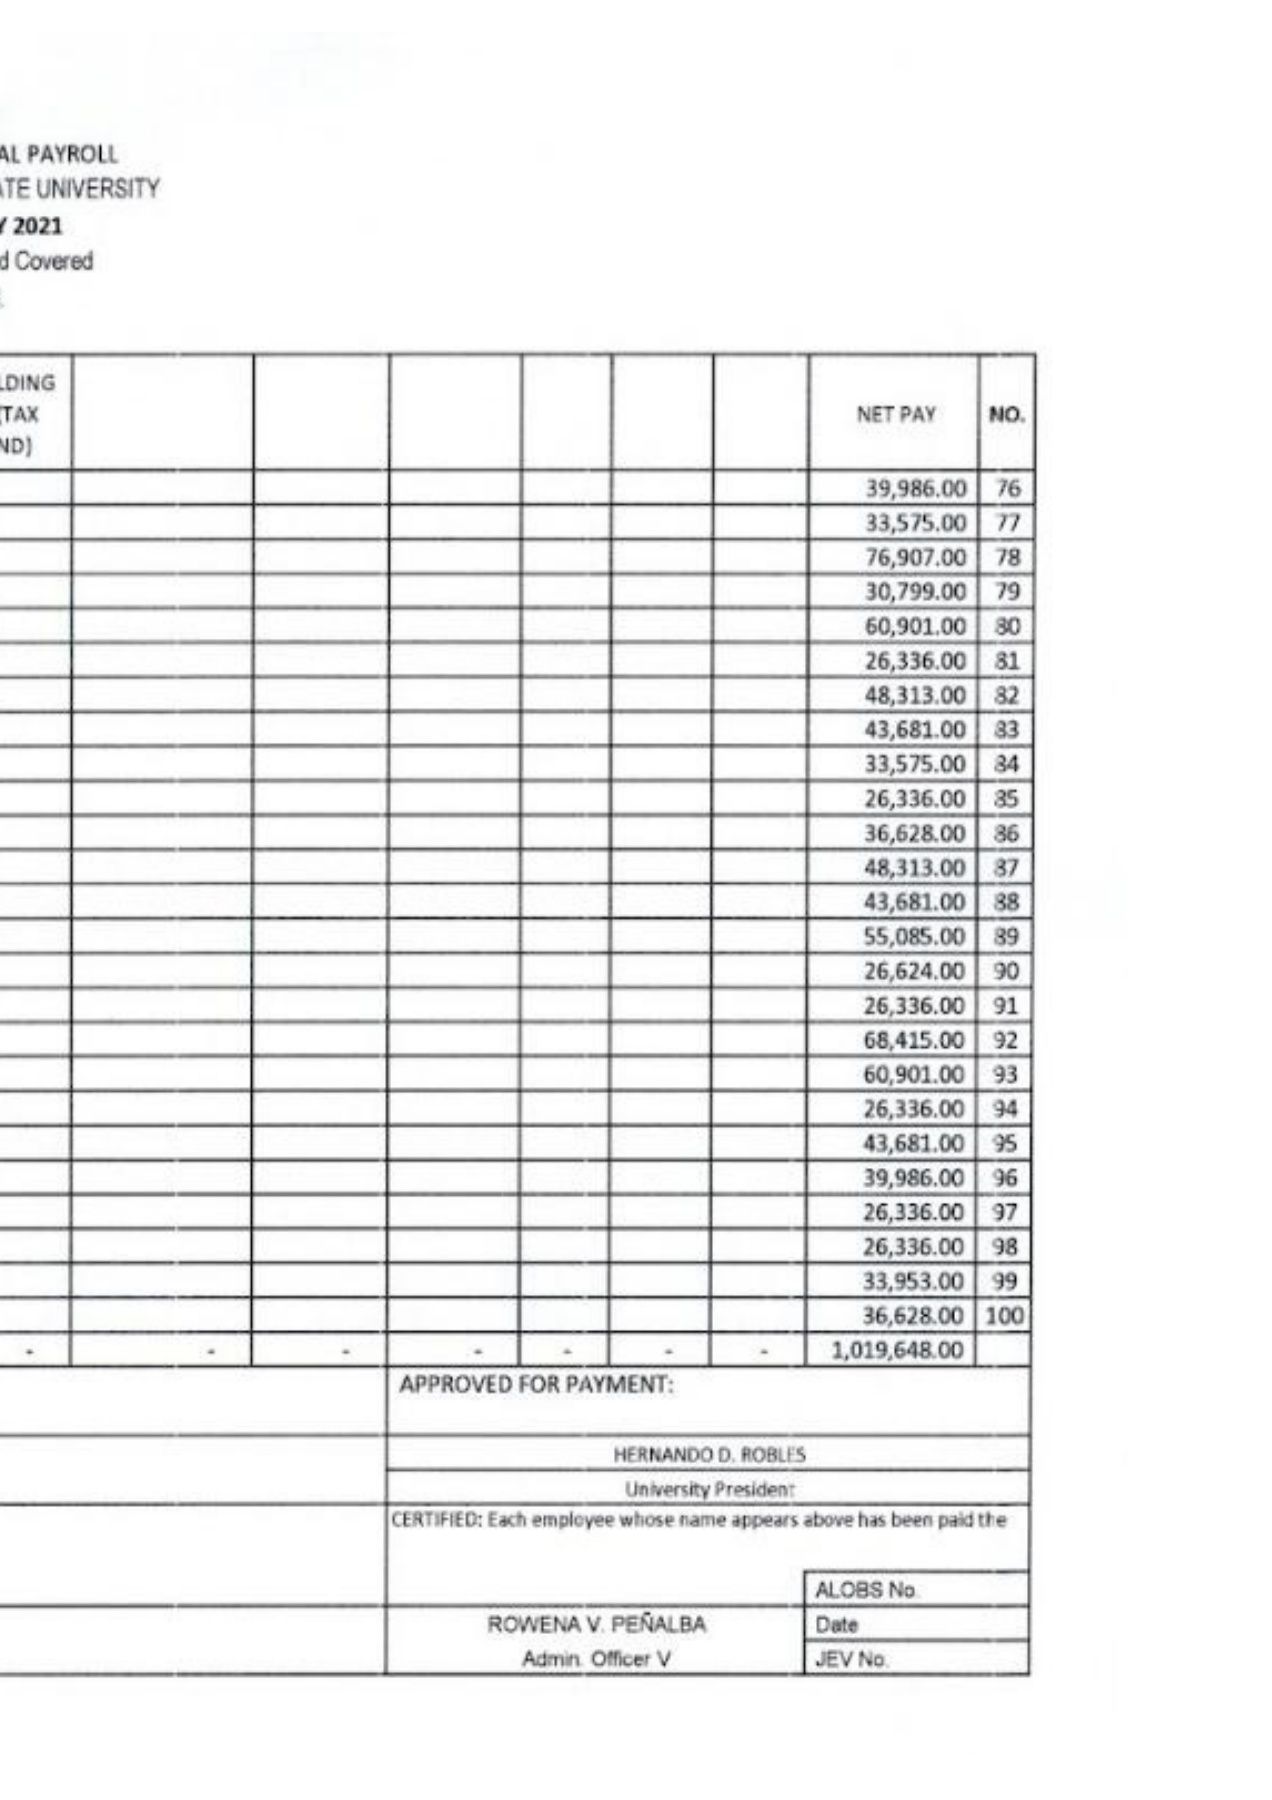 AL PAYROLL
ATE UNIVERSITY
Y 2021
d Covered
LDING
(TAX
ND)
NET PAY NO.
39,986.00 76
33,575.00 77
76,907.00 78
30,799.00 79
60,901.00 80
26,336.00 81
48,313.00 82
43,681.00 83
33,575.00 84
26,336.00 85
36,628.00 86
48,313.00 87
43,681.00 88
55,085.00 89
26,624.00 90
26,336.00 91
68,415.00 92
60,901.00 93
26,336.00 94
43,681.00 95
39,986.00 96
26,336.00 97
26,336.00 98
33,953.00 99
36,628.00 100
- - - - - - - 1,019,648.00
APPROVED FOR PAYMENT:
HERNANDO D. ROBLES
University President
CERTIFIED: Each employee whose name appears above has been paid the
ALOBS No.
ROWENA V. PEÑALBA Date
Admin. Officer V JEV No.